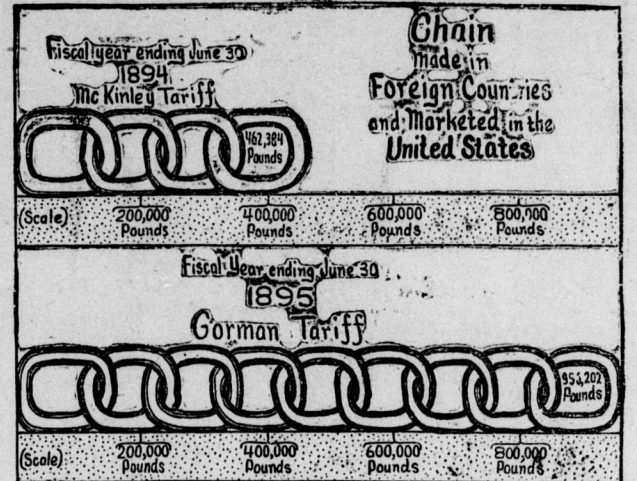 Fiscal year ending June 30
1894
McKinley Tariff
462,384
Pounds
Chain
made in
Foreign Countries
and Marketed in the
United States
(Scale)
200,000 Pounds
400,000 Pounds
600,000 Pounds
800,000 Pounds
Fiscal Year ending June 30
1895
Gorman Tariff
Pounds
(Scale)
200,000 Pounds
400,000 Pounds
600,000 Pounds
800,000 Pounds